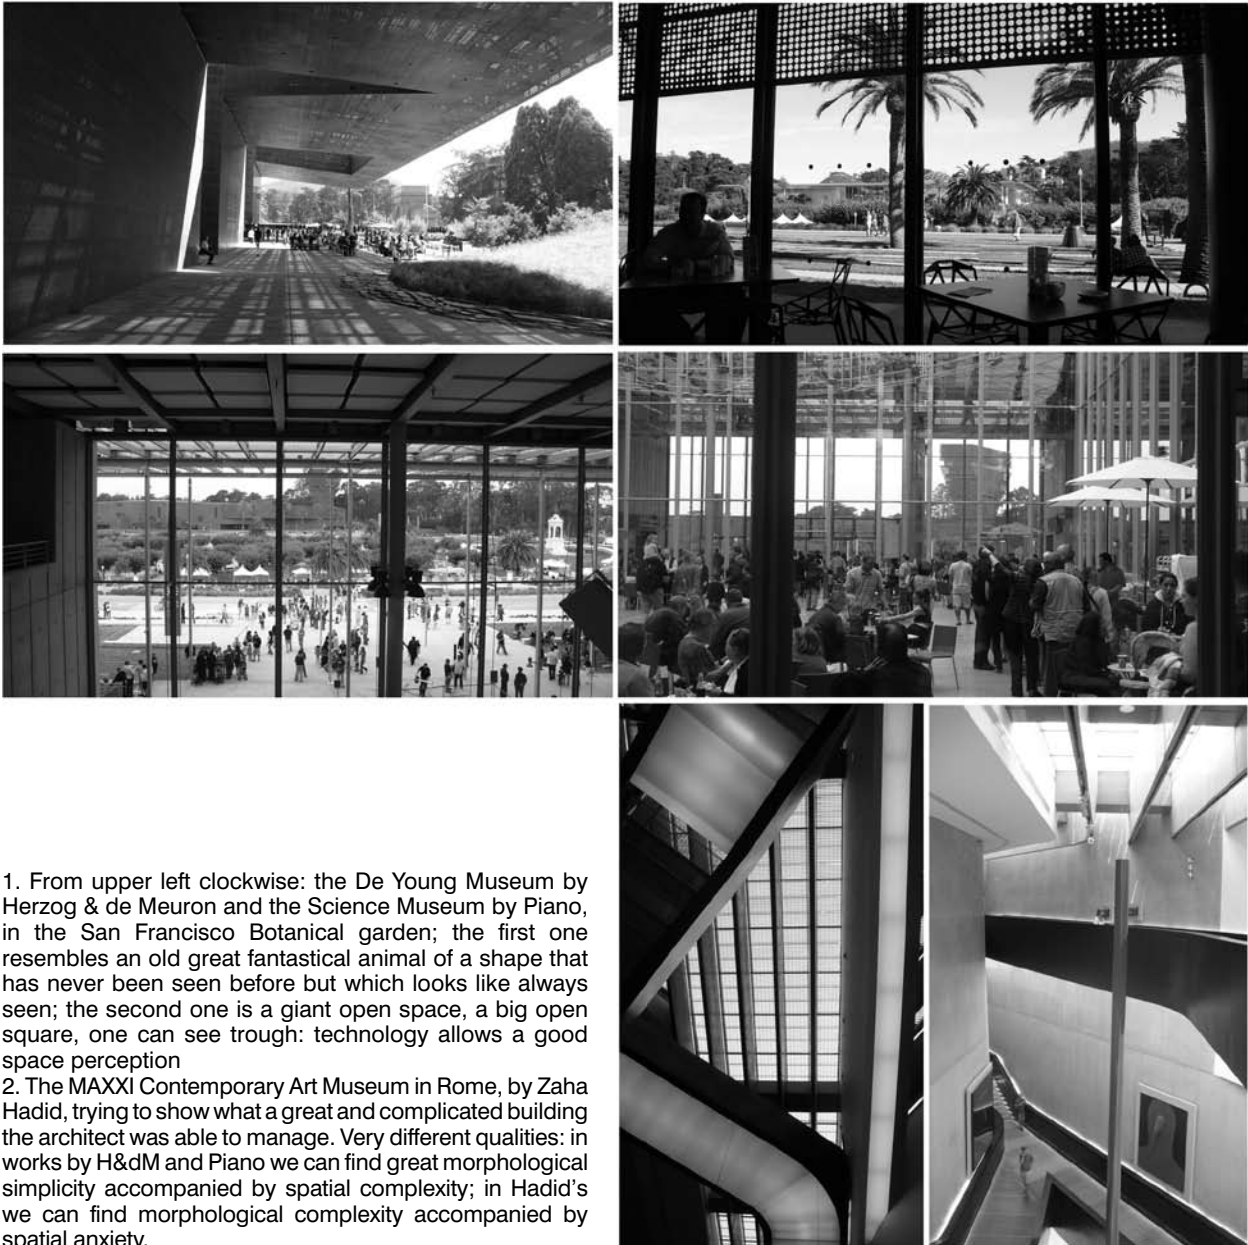 1. From upper left clockwise: the De Young Museum by
Herzog & de Meuron and the Science Museum by Piano,
in the San Francisco Botanical garden; the first one
resembles an old great fantastical animal of a shape that
has never been seen before but which looks like always
seen; the second one is a giant open space, a big open
square, one can see trough: technology allows a good
space perception
2. The MAXXI Contemporary Art Museum in Rome, by Zaha
Hadid, trying to show what a great and complicated building
the architect was able to manage. Very different qualities: in
works by H&dM and Piano we can find great morphological
simplicity accompanied by spatial complexity; in Hadid's
we can find morphological complexity accompanied by
spatial anxiety.